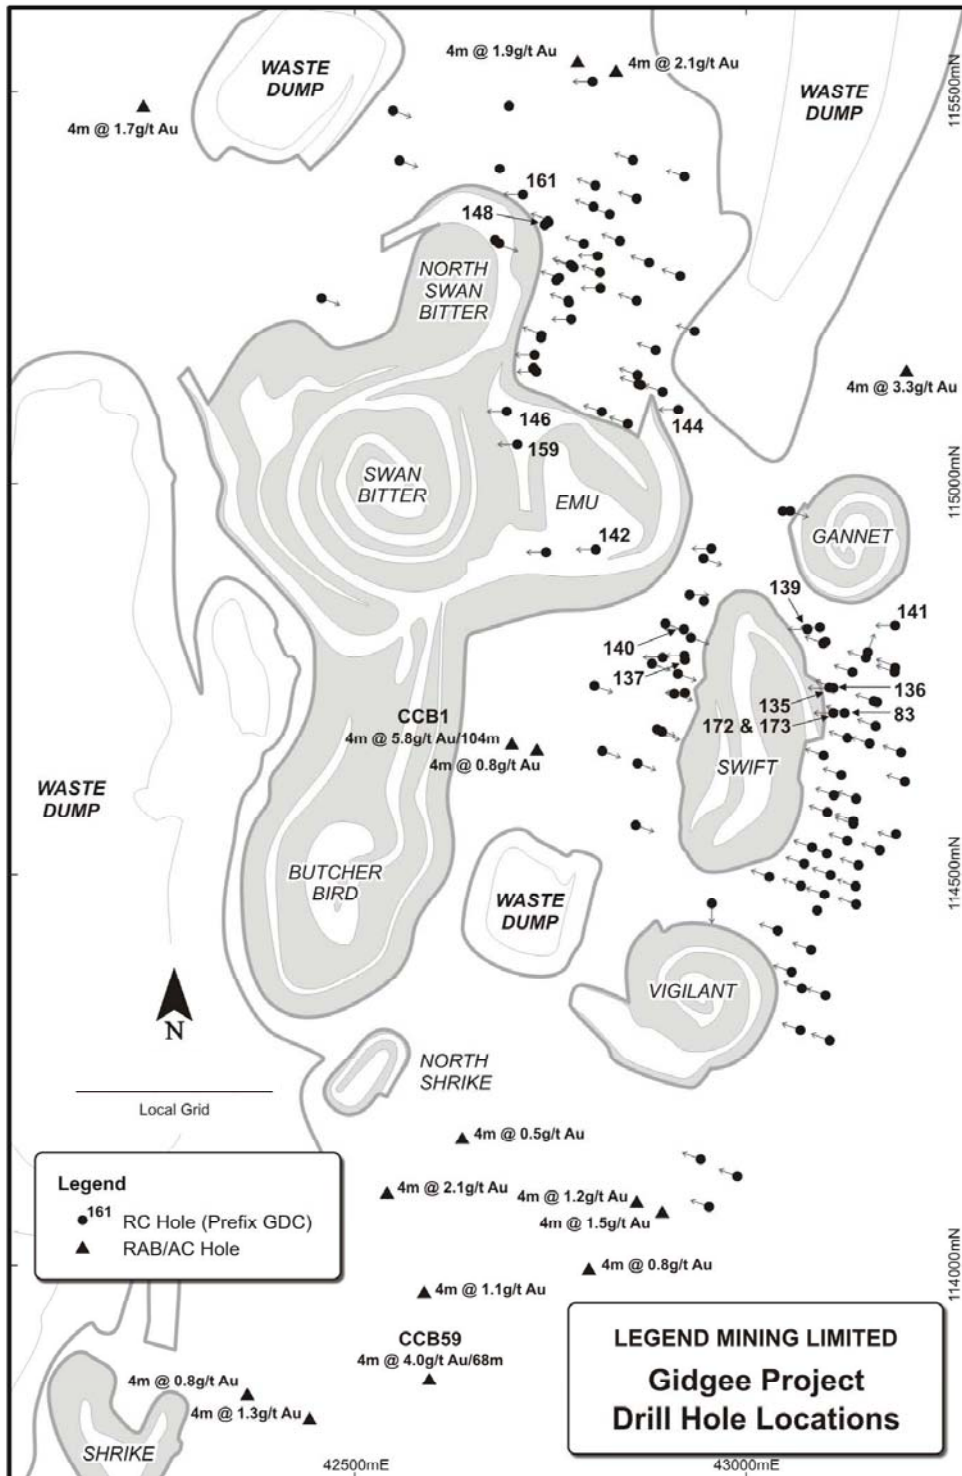 4m @ 1.9g/t Au
4m @ 2.1g/t Au
WASTE
DUMP
WASTE
DUMP
115500mN
4m @ 1.7g/t Au
161
148
NORTH
SWAN
BITTER
4m @ 3.3g/t Au
146
144
159
SWAN
BITTER
EMU
115000mN
GANNET
142
139
141
140
137
136
135
CCB1
172 & 173
83
4m @ 5.8g/t Au/104m
4m @ 0.8g/t Au
SWIFT
WASTE
DUMP
BUTCHER
BIRD
WASTE
DUMP
114500mN
VIGILANT
N
NORTH
SHRIKE
Local Grid
4m @ 0.5g/t Au
Legend
161 RC Hole (Prefix GDC)
RAB/AC Hole
4m @ 2.1g/t Au
4m @ 1.2g/t Au
4m @ 1.5g/t Au
4m @ 0.8g/t Au
4m @ 1.1g/t Au
114000mN
CCB59
4m @ 4.0g/t Au/68m
4m @ 0.8g/t Au
4m @ 1.3g/t Au
SHRIKE
LEGEND MINING LIMITED
Gidgee Project
Drill Hole Locations
42500mE
43000mE